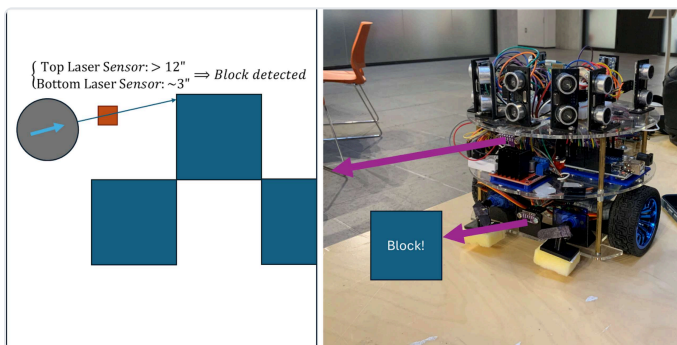 Top Laser Sensor: > 12"
Bottom Laser Sensor: ~3"
⟹ Block detected
Block!